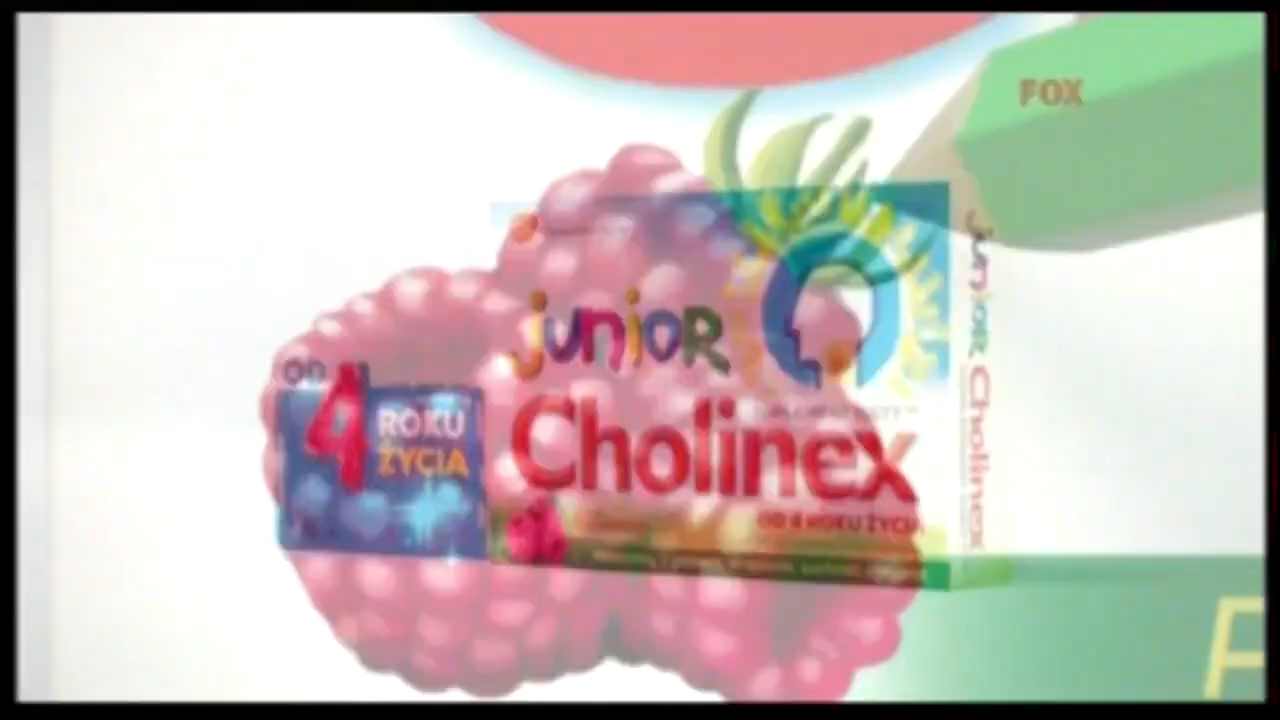 FOX
junior
Cholinex
OD 4 ROKU ŻYCIA
OD 4
ROKU
ŻYCIA
junior Cholinex
F